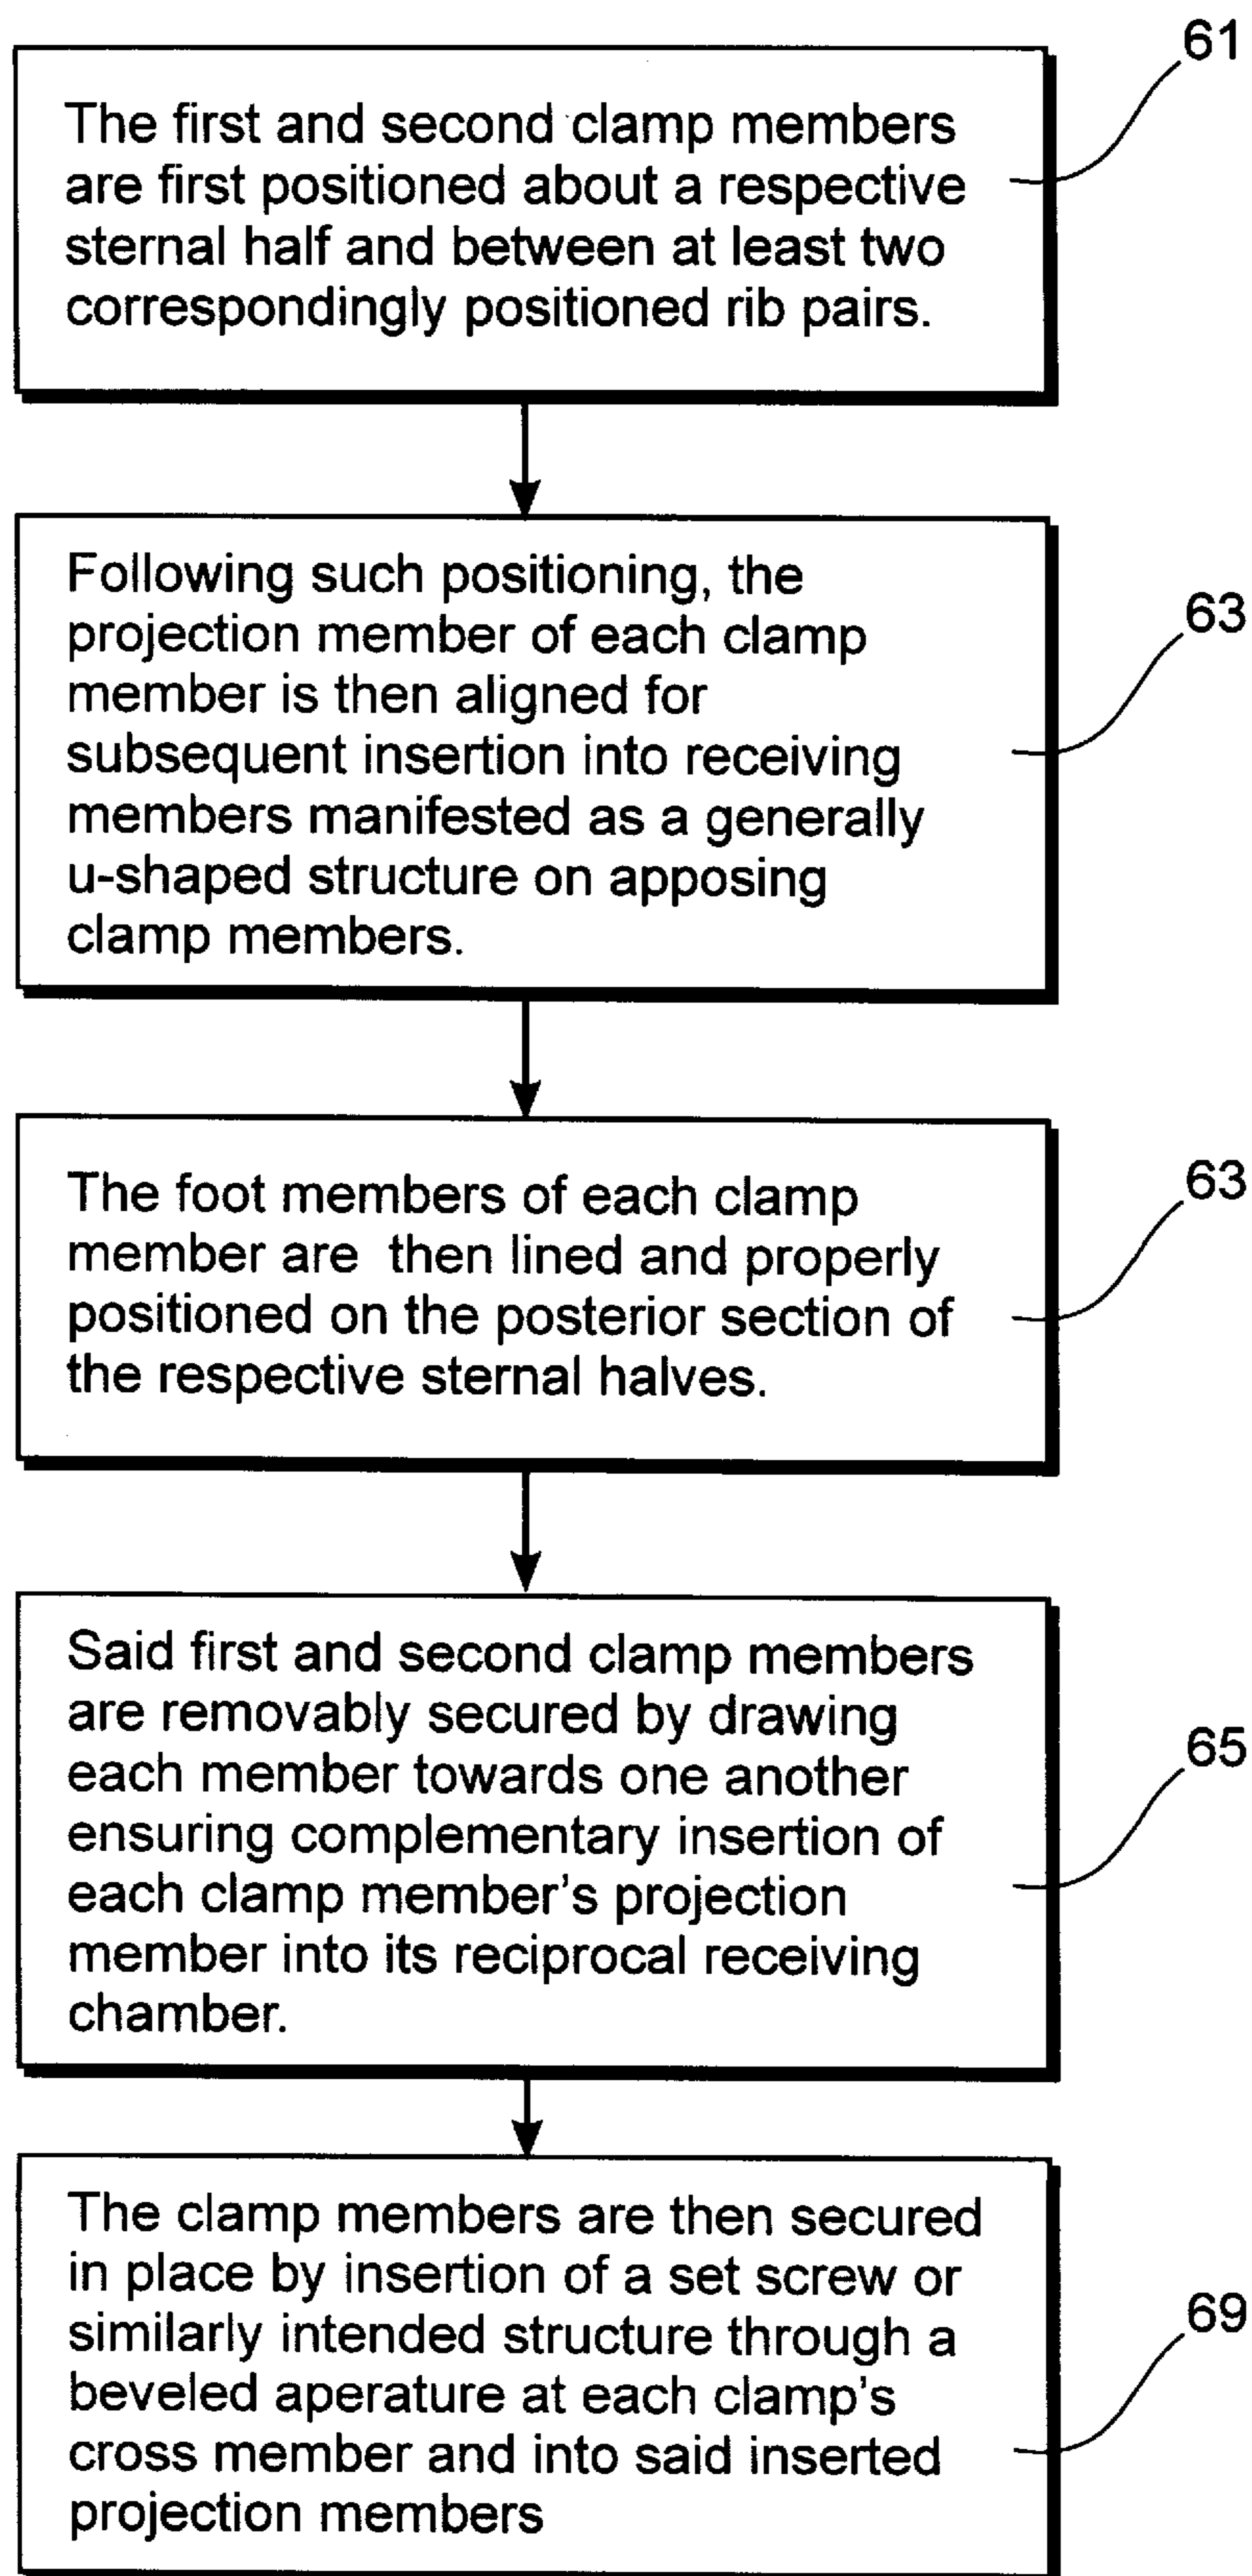 61
The first and second clamp members
are first positioned about a respective
sternal half and between at least two
correspondingly positioned rib pairs.
Following such positioning, the
projection member of each clamp
member is then aligned for
subsequent insertion into receiving
members manifested as a generally
u-shaped structure on apposing
clamp members.
63
The foot members of each clamp
member are then lined and properly
positioned on the posterior section of
the respective sternal halves.
63
Said first and second clamp members
are removably secured by drawing
each member towards one another
ensuring complementary insertion of
each clamp member's projection
member into its reciprocal receiving
chamber.
65
The clamp members are then secured
in place by insertion of a set screw or
similarly intended structure through a
beveled aperature at each clamp's
cross member and into said inserted
projection members
69